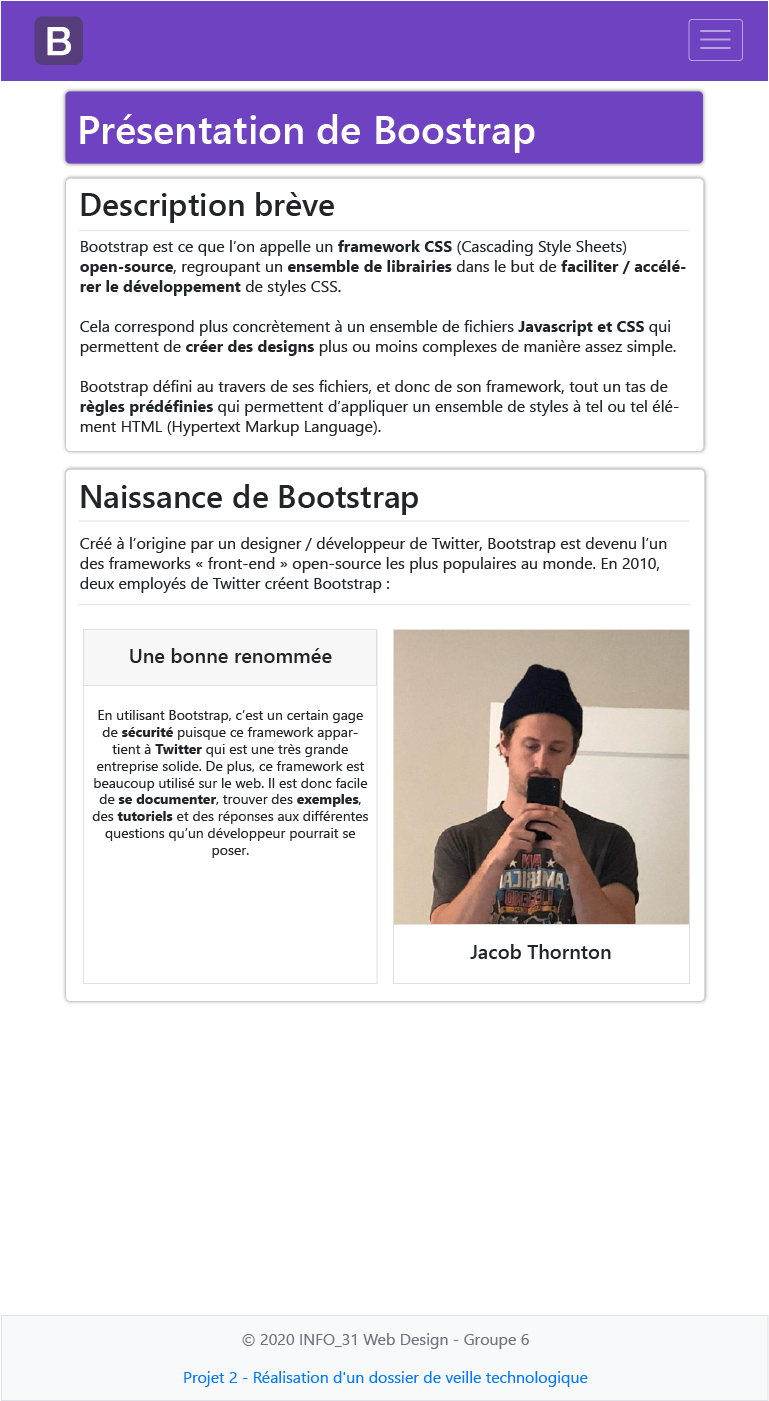 B
Présentation de Boostrap
Description brève
Bootstrap est ce que l’on appelle un framework CSS (Cascading Style Sheets)
open-source, regroupant un ensemble de librairies dans le but de faciliter / accélé-
rer le développement de styles CSS.
Cela correspond plus concrètement à un ensemble de fichiers Javascript et CSS qui
permettent de créer des designs plus ou moins complexes de manière assez simple.
Bootstrap défini au travers de ses fichiers, et donc de son framework, tout un tas de
règles prédéfinies qui permettent d’appliquer un ensemble de styles à tel ou tel élé-
ment HTML (Hypertext Markup Language).
Naissance de Bootstrap
Créé à l’origine par un designer / développeur de Twitter, Bootstrap est devenu l’un
des frameworks « front-end » open-source les plus populaires au monde. En 2010,
deux employés de Twitter créent Bootstrap :
Une bonne renommée
En utilisant Bootstrap, c’est un certain gage
de sécurité puisque ce framework appar-
tient à Twitter qui est une très grande
entreprise solide. De plus, ce framework est
beaucoup utilisé sur le web. Il est donc facile
de se documenter, trouver des exemples,
des tutoriels et des réponses aux différentes
questions qu’un développeur pourrait se
poser.
AN
AMERICAN
LEGEND
Jacob Thornton
© 2020 INFO_31 Web Design - Groupe 6
Projet 2 - Réalisation d'un dossier de veille technologique